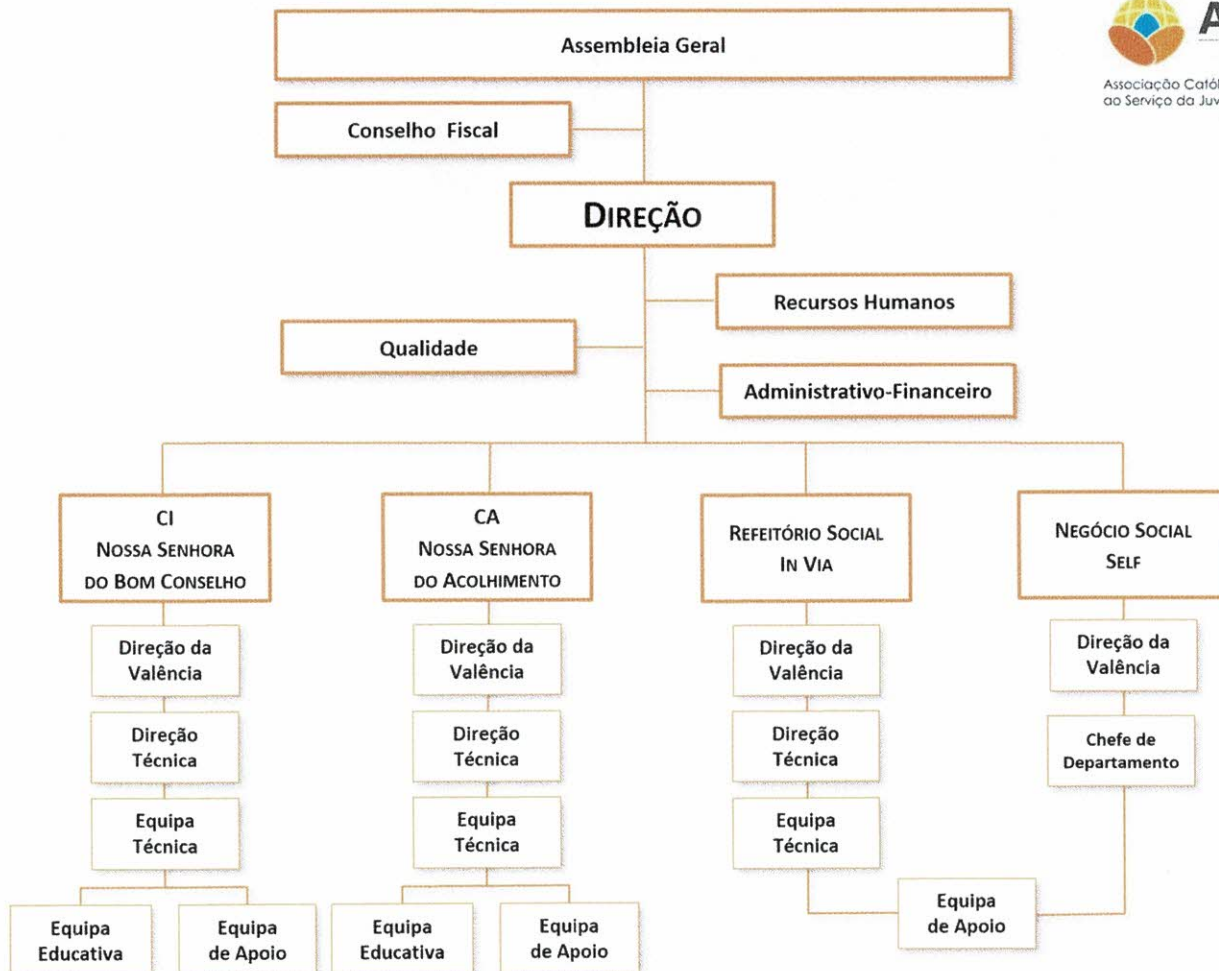 Assembleia Geral
Associação
ao Serviço da
Conselho Fiscal
DIREÇÃO
Recursos Humanos
Qualidade
Administrativo-Financeiro
CI
NOSSA SENHORA
DO BOM CONSELHO
CA
NOSSA SENHORA
DO ACOLHIMENTO
REFEITÓRIO SOCIAL
IN VIA
NEGÓCIO SOCIAL
SELF
Direção da
Valência
Direção da
Valência
Direção da
Valência
Direção da
Valência
Direção
Técnica
Direção
Técnica
Direção
Técnica
Chefe de
Departamento
Equipa
Técnica
Equipa
Técnica
Equipa
Técnica
Equipa
Educativa
Equipa
de Apoio
Equipa
Educativa
Equipa
de Apoio
Equipa
de Apoio